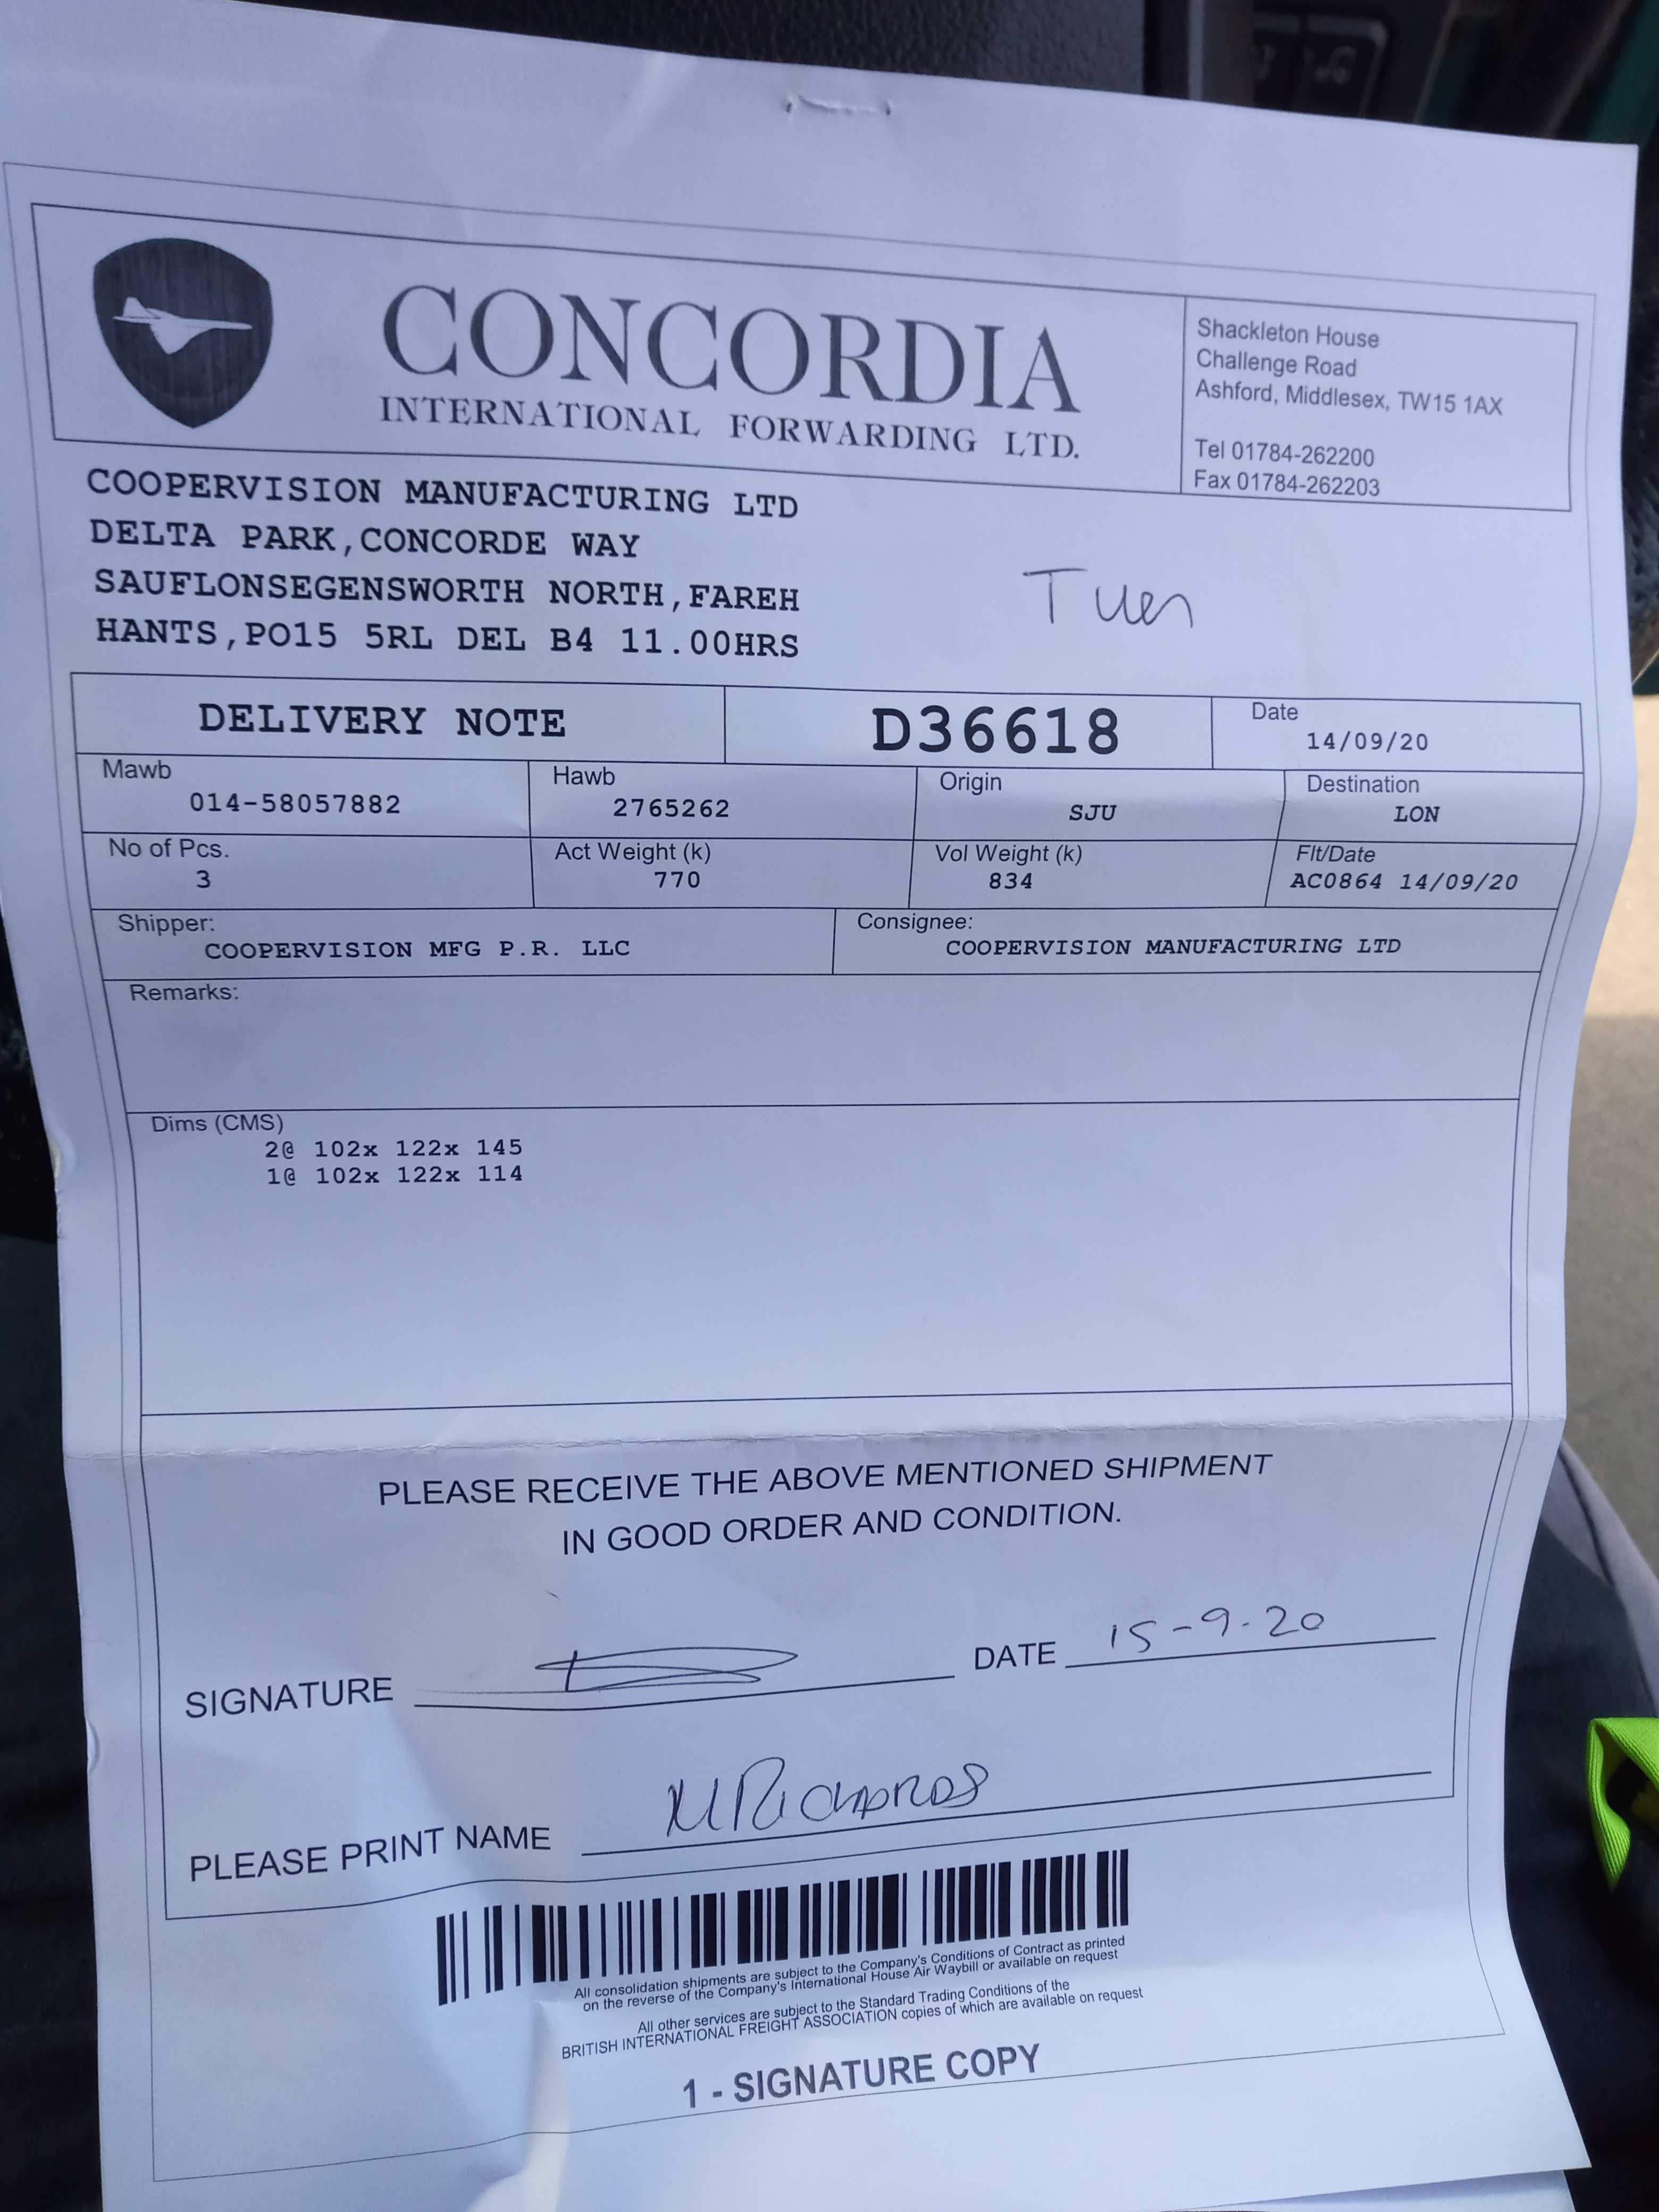 CONCORDIA
INTERNATIONAL FORWARDING LTD.
Shackleton House
Challenge Road
Ashford, Middlesex, TW15 1AX
Tel 01784-262200
Fax 01784-262203
COOPERVISION MANUFACTURING LTD
DELTA PARK,CONCORDE WAY
SAUFLONSEGENSWORTH NORTH,FAREH
HANTS,PO15 5RL DEL B4 11.00HRS
Tues
DELIVERY NOTE
D36618
Date
14/09/20
Mawb
014-58057882
Hawb
2765262
Origin
SJU
Destination
LON
No of Pcs.
3
Act Weight (k)
770
Vol Weight (k)
834
Flt/Date
AC0864 14/09/20
Shipper:
COOPERVISION MFG P.R. LLC
Consignee:
COOPERVISION MANUFACTURING LTD
Remarks:
Dims (CMS)
2@ 102x 122x 145
1@ 102x 122x 114
PLEASE RECEIVE THE ABOVE MENTIONED SHIPMENT
IN GOOD ORDER AND CONDITION.
SIGNATURE
DATE 15-9-20
PLEASE PRINT NAME M RICHARDS
All consolidation shipments are subject to the Company's Conditions of Contract as printed
on the reverse of the Company's International House Air Waybill or available on request
All other services are subject to the Standard Trading Conditions of the
BRITISH INTERNATIONAL FREIGHT ASSOCIATION copies of which are available on request
1 - SIGNATURE COPY